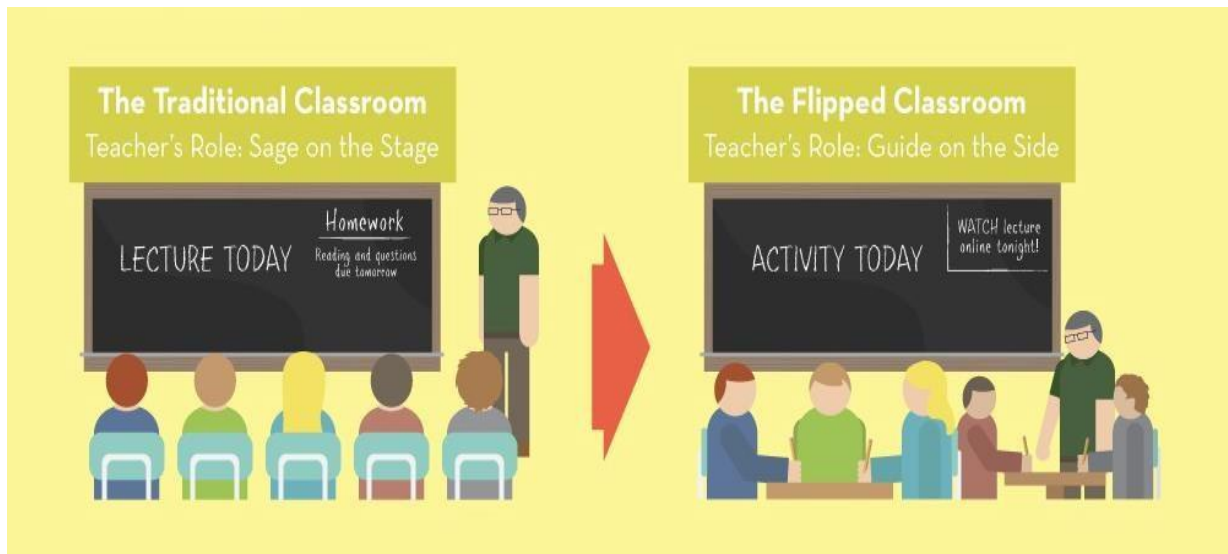 The Traditional Classroom
Teacher's Role: Sage on the Stage
LECTURE TODAY
Homework
Reading and questions
due tomorrow
The Flipped Classroom
Teacher's Role: Guide on the Side
ACTIVITY TODAY
WATCH lecture
online tonight!